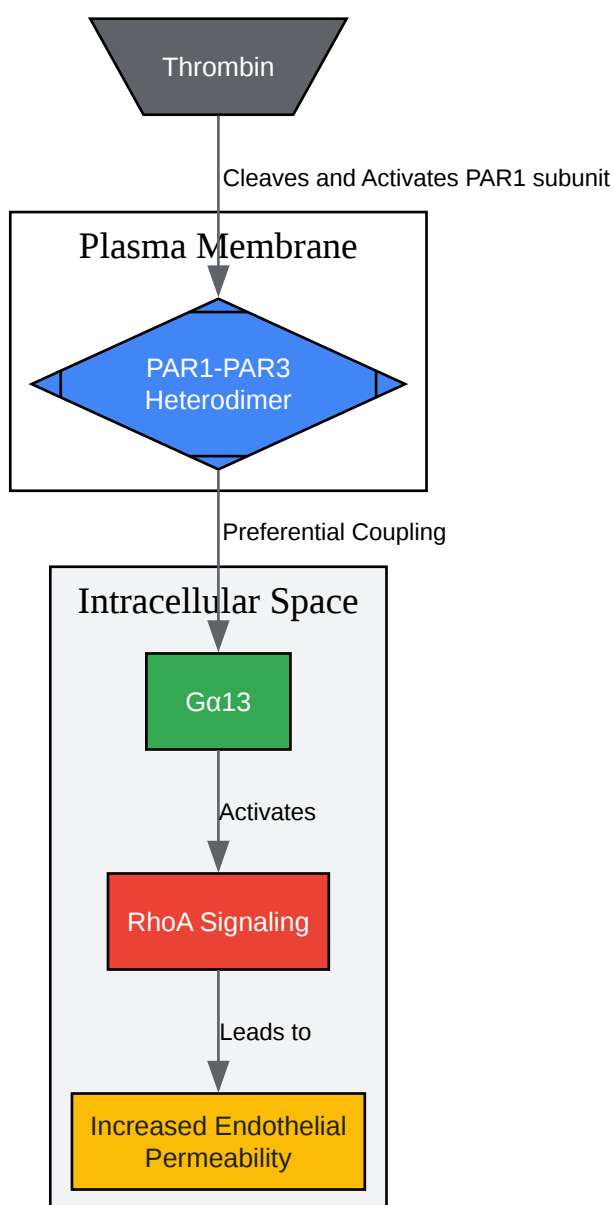 Thrombin
Cleaves and Activates PAR1 subunit
Plasma Membrane
PAR1-PAR3
Heterodimer
Preferential Coupling
Intracellular Space
Gα13
Activates
RhoA Signaling
Leads to
Increased Endothelial
Permeability